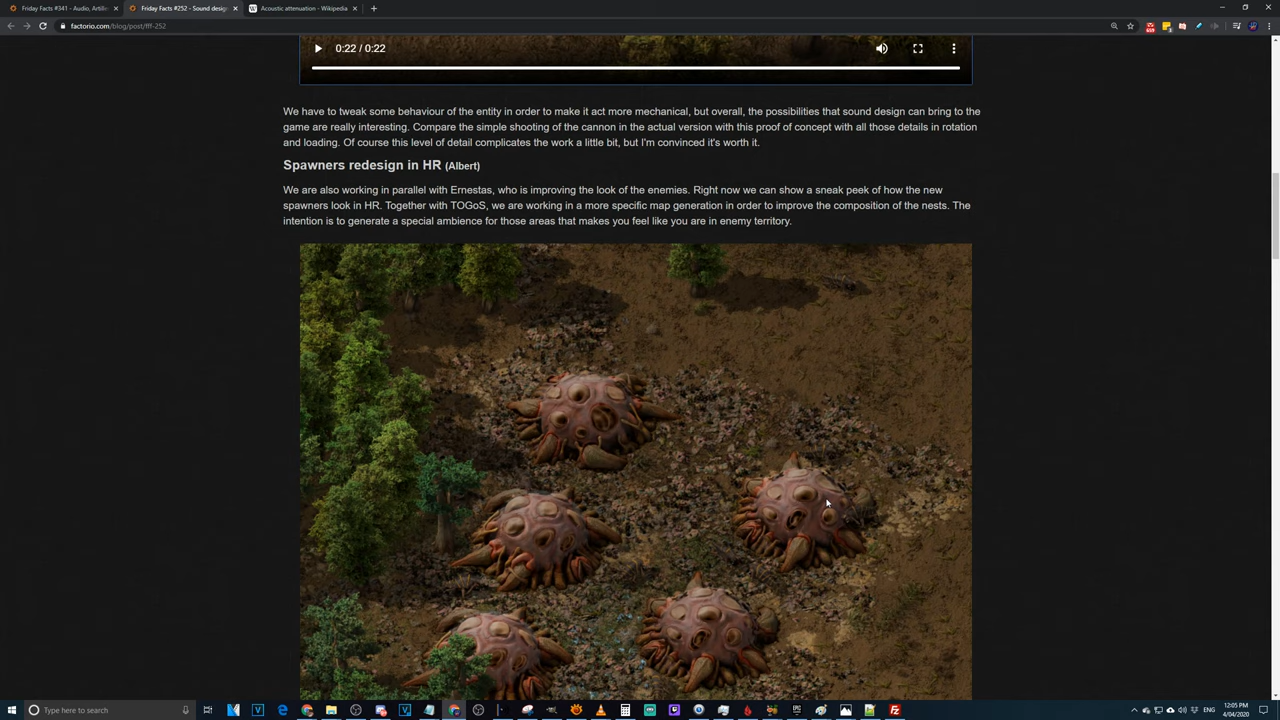 Friday Facts #341 - Audio, Artille
Friday Facts #252 - Sound design
Acoustic attenuation - Wikipedia
factorio.com/blog/post/fff-252
0:22 / 0:22
We have to tweak some behaviour of the entity in order to make it act more mechanical, but overall, the possibilities that sound design can bring to the
game are really interesting. Compare the simple shooting of the cannon in the actual version with this proof of concept with all those details in rotation
and loading. Of course this level of detail complicates the work a little bit, but I'm convinced it's worth it.
Spawners redesign in HR (Albert)
We are also working in parallel with Ernestas, who is improving the look of the enemies. Right now we can show a sneak peek of how the new
spawners look in HR. Together with TOGoS, we are working in a more specific map generation in order to improve the composition of the nests. The
intention is to generate a special ambience for those areas that makes you feel like you are in enemy territory.
Type here to search
ENG
12:05 PM
4/04/2020